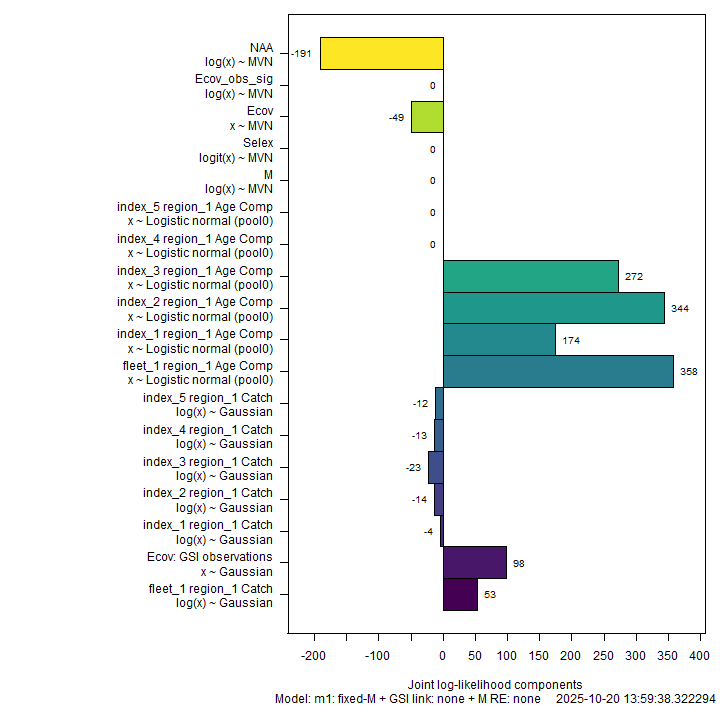 NAA
log(x) ~ MVN
-191
Ecov_obs_sig
log(x) ~ MVN
0
Ecov
x ~ MVN
-49
Selex
logit(x) ~ MVN
0
M
log(x) ~ MVN
0
index_5 region_1 Age Comp
x ~ Logistic normal (pool0)
0
index_4 region_1 Age Comp
x ~ Logistic normal (pool0)
0
index_3 region_1 Age Comp
x ~ Logistic normal (pool0)
272
index_2 region_1 Age Comp
x ~ Logistic normal (pool0)
344
index_1 region_1 Age Comp
x ~ Logistic normal (pool0)
174
fleet_1 region_1 Age Comp
x ~ Logistic normal (pool0)
358
index_5 region_1 Catch
log(x) ~ Gaussian
-12
index_4 region_1 Catch
log(x) ~ Gaussian
-13
index_3 region_1 Catch
log(x) ~ Gaussian
-23
index_2 region_1 Catch
log(x) ~ Gaussian
-14
index_1 region_1 Catch
log(x) ~ Gaussian
-4
Ecov: GSI observations
x ~ Gaussian
98
fleet_1 region_1 Catch
log(x) ~ Gaussian
53
-200 -100 0 50 100 150 200 250 300 350 400
Joint log-likelihood components
Model: m1: fixed-M + GSI link: none + M RE: none 2025-10-20 13:59:38.322294